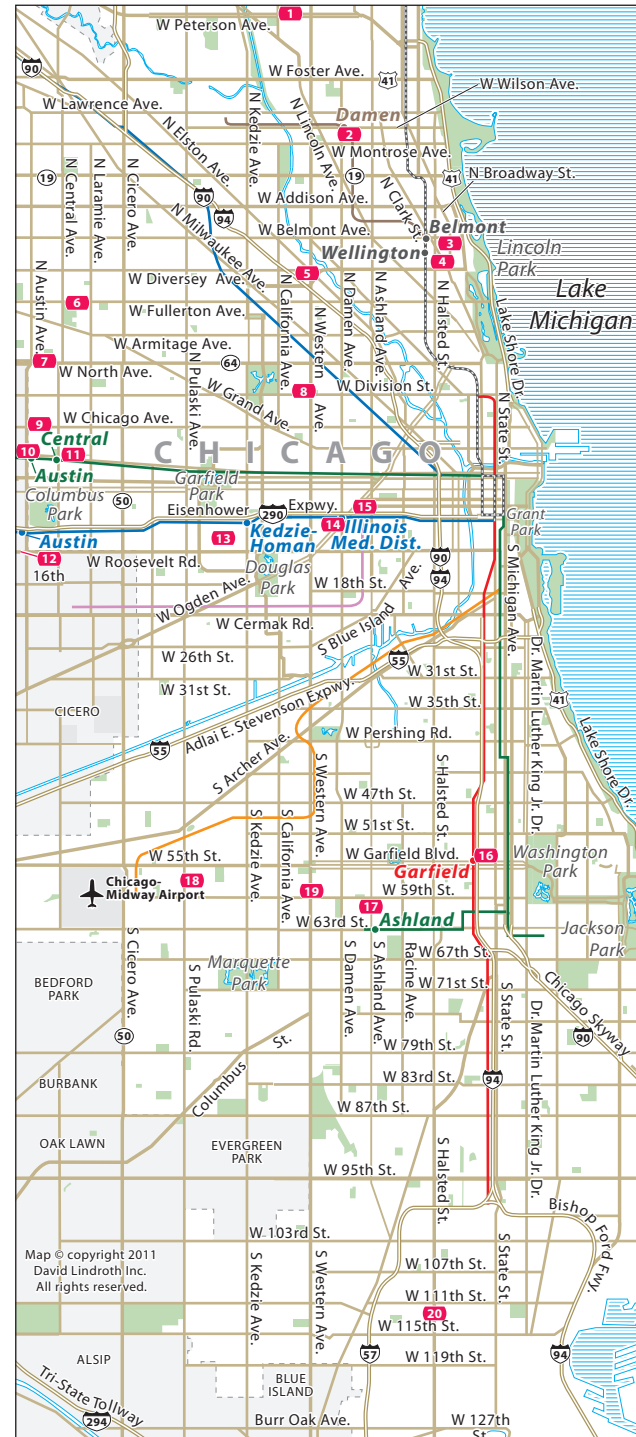 1
W Peterson Ave.
90
W Foster Ave.
41
W Wilson Ave.
W Lawrence Ave.
N Elston Ave.
N Kedzie Ave.
N Lincoln Ave.
Damen
2
W Montrose Ave.
19
N Central Ave.
N Laramie Ave.
N Cicero Ave.
90
94
19
N Clark St.
41
N Broadway St.
W Addison Ave.
W Belmont Ave.
Belmont
3
Wellington
4
Lincoln
Park
Lake
Michigan
N Milwaukee Ave.
5
W Diversey Ave.
6
W Fullerton Ave.
N Austin Ave.
W Armitage Ave.
7
W North Ave.
N Pulaski Ave.
64
N California Ave.
N Western Ave.
N Damen Ave.
N Ashland Ave.
N Halsted St.
Lake Shore Dr.
W Division St.
8
W Grand Ave.
N State St.
9
W Chicago Ave.
CHICAGO
10
Central
11
Austin
Columbus
Park
50
Garfield
Park
Eisenhower
290
Expwy.
15
Grant
Park
Austin
12
16th
13
Kedzie-
Homan
14
Illinois
Med. Dist.
90
94
W Roosevelt Rd.
Douglas
Park
W Ogden Ave.
W 18th St.
Ave.
S Blue Island
W Cermak Rd.
S Michigan Ave.
W 26th St.
55
W 31st St.
W 31st St.
Dr. Martin Luther King Jr. Dr.
41
CICERO
Adlai E. Stevenson Expwy.
W 35th St.
55
W Pershing Rd.
Lake Shore Dr.
S Archer Ave.
S Western Ave.
S Halsted St.
W 47th St.
S Kedzie Ave.
S California Ave.
W 51st St.
W 55th St.
W Garfield Blvd.
16
Garfield
Washington
Park
Chicago-
Midway Airport
18
19
W 59th St.
17
W 63rd St.
Ashland
Jackson
Park
S Cicero Ave.
S Pulaski Rd.
Marquette
Park
S Damen Ave.
S Ashland Ave.
Racine Ave.
W 67th St.
W 71st St.
S State St.
Dr. Martin Luther King Jr. Dr.
Chicago Skyway
90
BEDFORD
PARK
50
Columbus
St.
W 79th St.
94
BURBANK
W 83rd St.
W 87th St.
OAK LAWN
EVERGREEN
PARK
S Halsted St.
W 95th St.
Bishop Ford Fwy.
W 103rd St.
S Kedzie Ave.
S Western Ave.
S State St.
Map © copyright 2011
David Lindroth Inc.
All rights reserved.
W 107th St.
W 111th St.
20
W 115th St.
57
W 119th St.
94
ALSIP
BLUE
ISLAND
Tri-State Tollway
294
Burr Oak Ave.
W 127th
St.